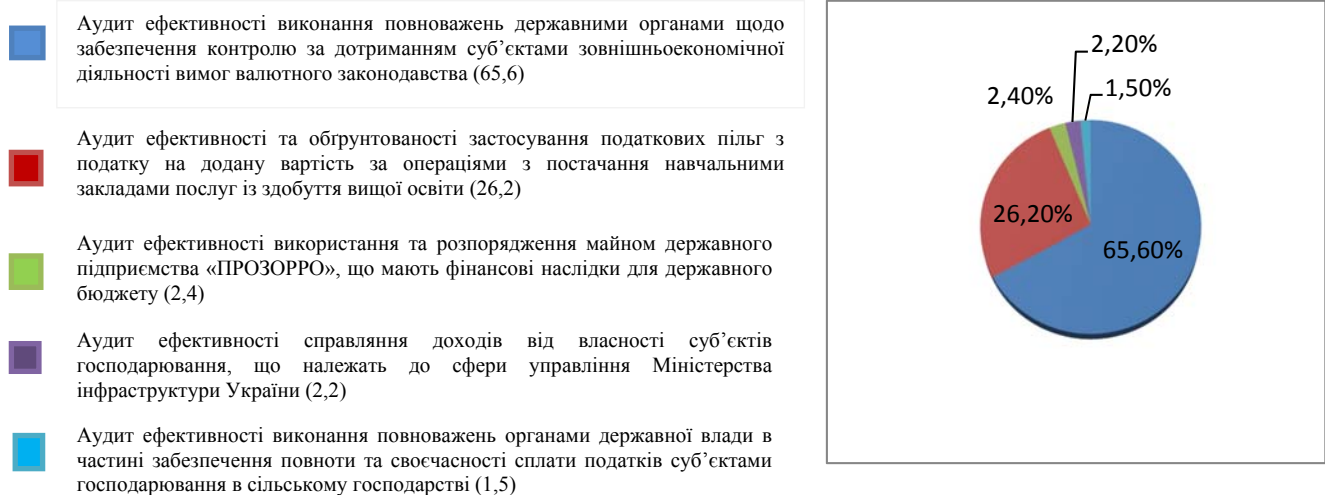 Аудит ефективності виконання повноважень державними органами щодо
забезпечення контролю за дотриманням суб’єктами зовнішньоекономічної
діяльності вимог валютного законодавства (65,6)
Аудит ефективності та обґрунтованості застосування податкових пільг з
податку на додану вартість за операціями з постачання навчальними
закладами послуг із здобуття вищої освіти (26,2)
Аудит ефективності використання та розпорядження майном державного
підприємства «ПРОЗОРРО», що мають фінансові наслідки для державного
бюджету (2,4)
Аудит ефективності справляння доходів від власності суб’єктів
господарювання, що належать до сфери управління Міністерства
інфраструктури України (2,2)
Аудит ефективності виконання повноважень органами державної влади в
частині забезпечення повноти та своєчасності сплати податків суб’єктами
господарювання в сільському господарстві (1,5)
2,20%
1,50%
2,40%
26,20%
65,60%